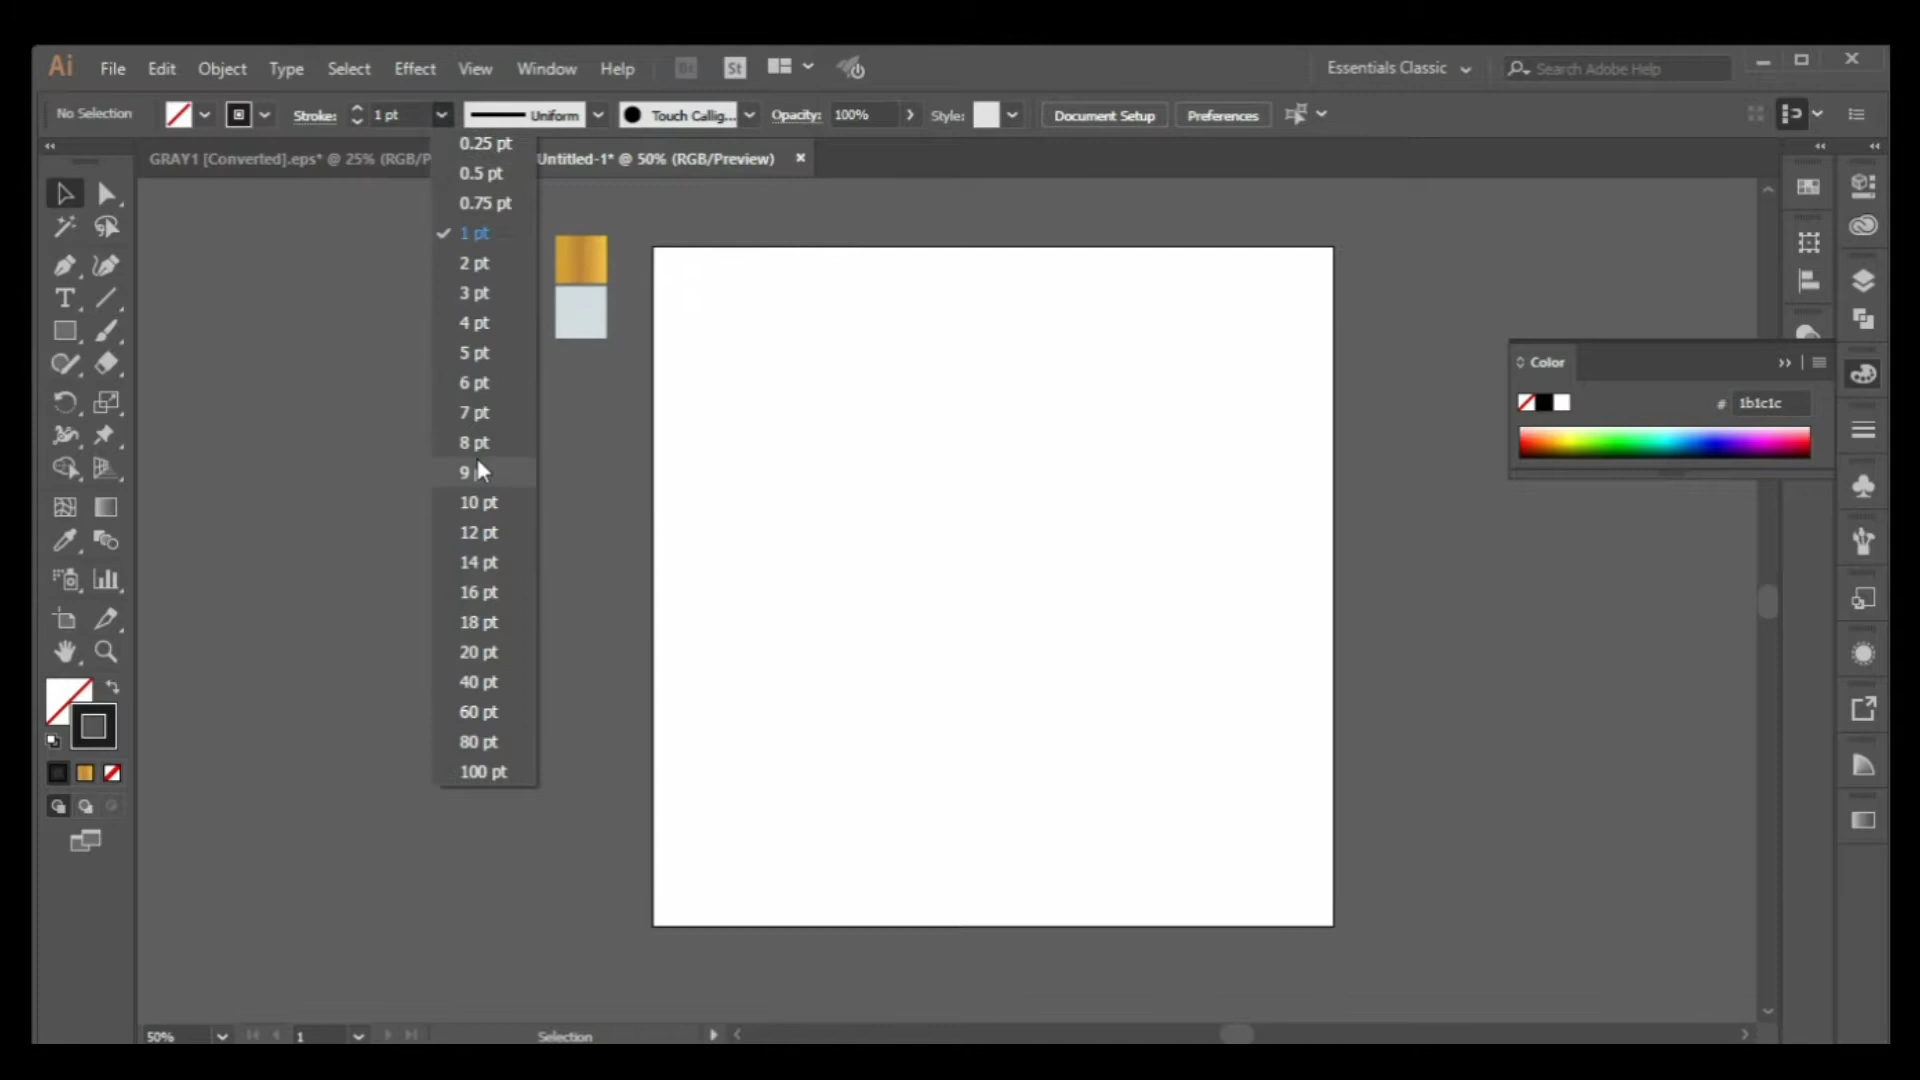 Ai File Edit Object Type Select Effect View Window Help Br St Essentials Classic Search Adobe Help
No Selection Stroke: 1 pt Uniform Touch Callig... Opacity: 100% Style: Document Setup Preferences
GRAY1 [Converted].eps* @ 25% (RGB/P Untitled-1* @ 50% (RGB/Preview)
0.25 pt
0.5 pt
0.75 pt
1 pt
2 pt
3 pt
4 pt
5 pt
6 pt
7 pt
8 pt
9
10 pt
12 pt
14 pt
16 pt
18 pt
20 pt
40 pt
60 pt
80 pt
100 pt
Color
# 1b1c1c
50% 1 Selection